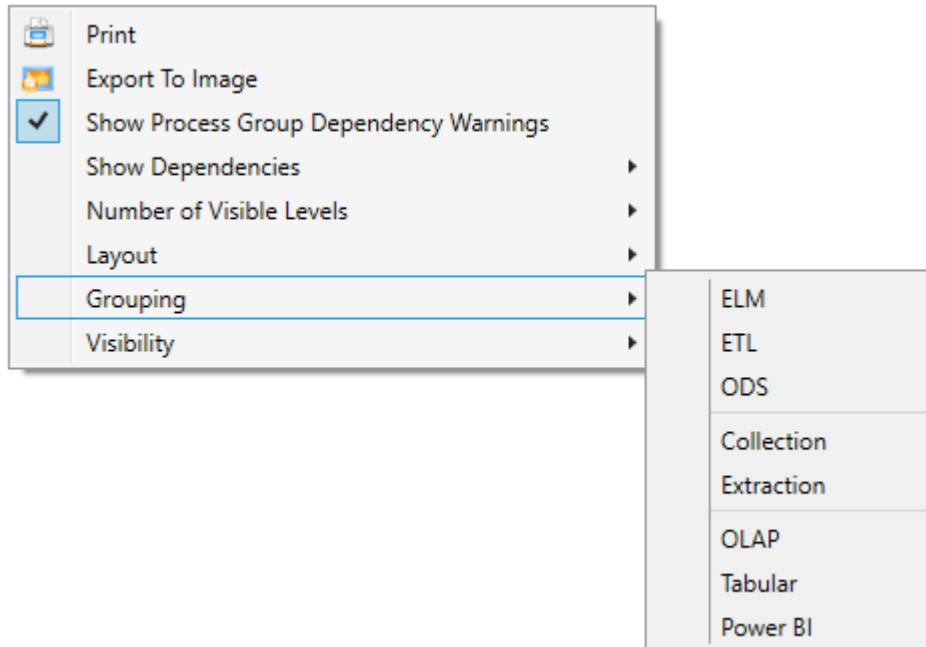 Print
Export To Image
Show Process Group Dependency Warnings
Show Dependencies
Number of Visible Levels
Layout
Grouping
Visibility
ELM
ETL
ODS
Collection
Extraction
OLAP
Tabular
Power BI